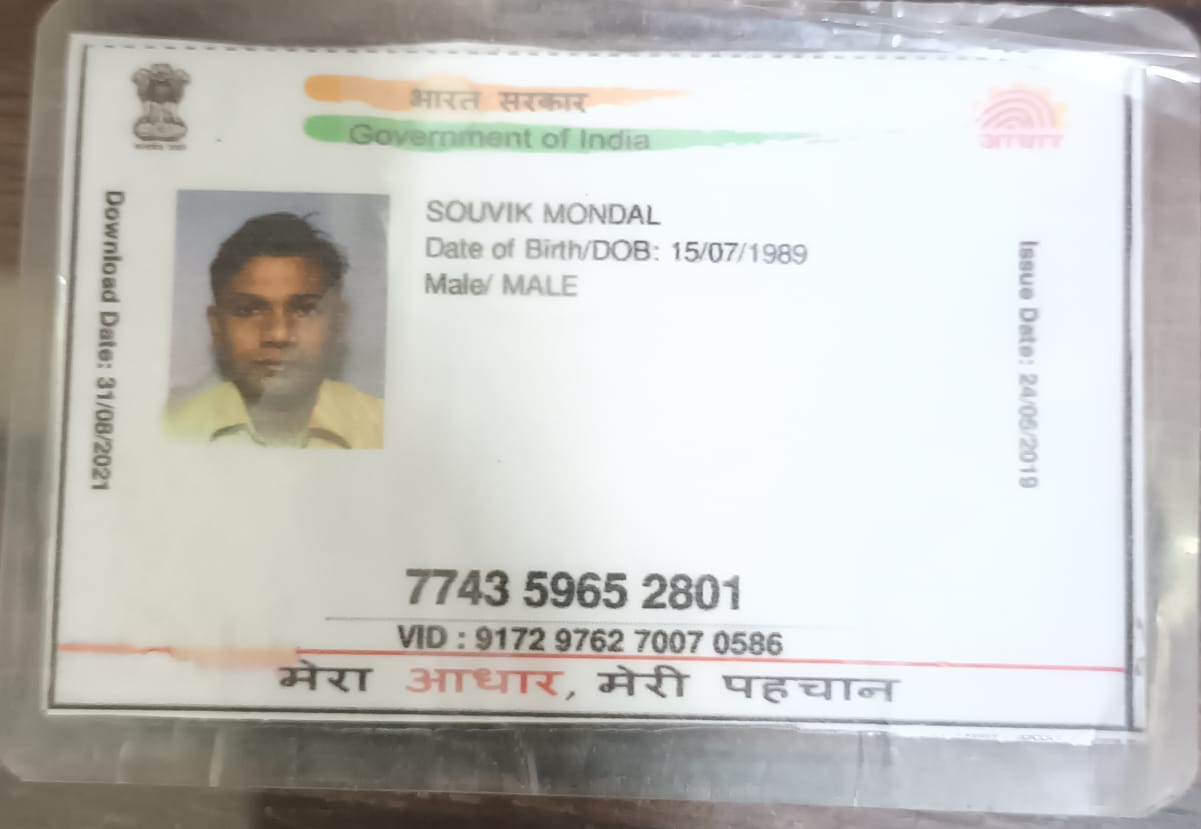 भारत सरकार
Government of India
आधार
Download Date: 31/08/2021
SOUVIK MONDAL
Date of Birth/DOB: 15/07/1989
Male/ MALE
Issue Date: 24/05/2019
7743 5965 2801
VID : 9172 9762 7007 0586
मेरा आधार, मेरी पहचान